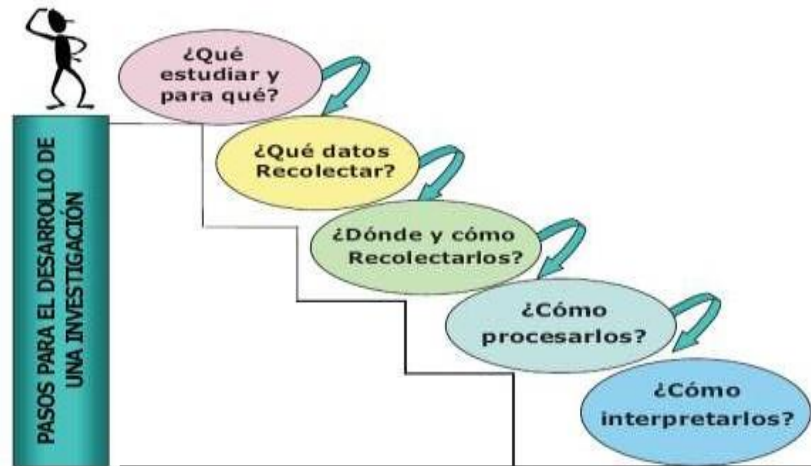 PASOS PARA EL DESARROLLO DE
UNA INVESTIGACIÓN
¿Qué
estudiar y
para qué?
¿Qué datos
Recolectar?
¿Dónde y cómo
Recolectarlos?
¿Cómo
procesarlos?
¿Cómo
interpretarlos?